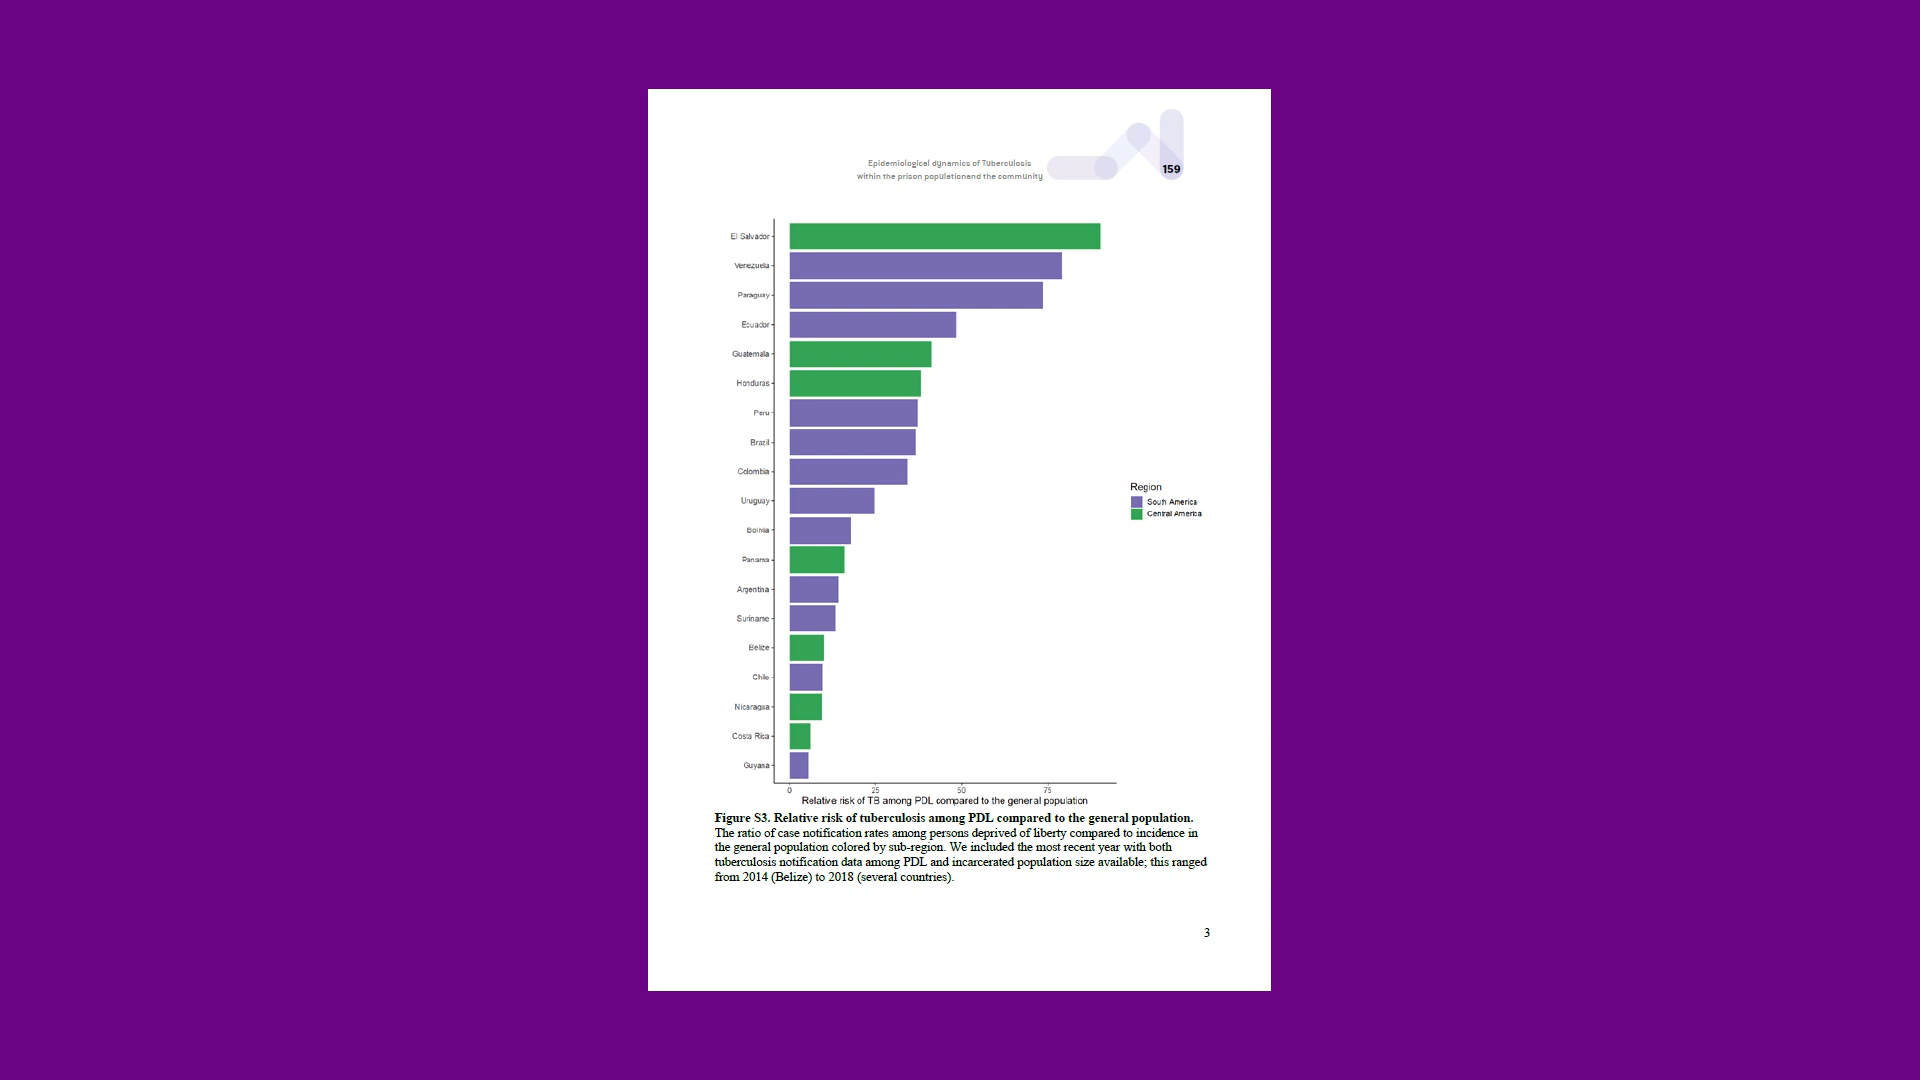 Epidemiological dynamics of Tuberculosis
within the prison populationand the community
159
El Salvador
Venezuela
Paraguay
Ecuador
Guatemala
Honduras
Peru
Brazil
Colombia
Uruguay
Bolivia
Panama
Argentina
Suriname
Belize
Chile
Nicaragua
Costa Rica
Guyana
0 25 50 75
Relative risk of TB among PDL compared to the general population
Region
South America
Central America
Figure S3. Relative risk of tuberculosis among PDL compared to the general population.
The ratio of case notification rates among persons deprived of liberty compared to incidence in
the general population colored by sub-region. We included the most recent year with both
tuberculosis notification data among PDL and incarcerated population size available; this ranged
from 2014 (Belize) to 2018 (several countries).
3